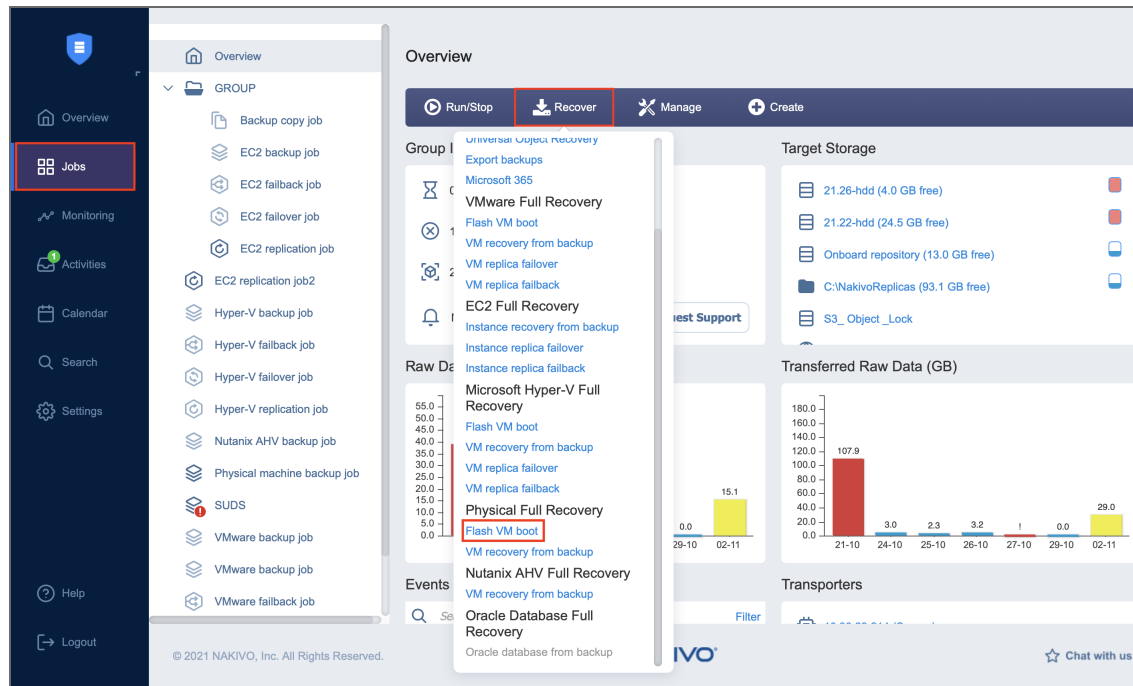 Overview
Jobs
Monitoring
1
Activities
Calendar
Search
Settings
Help
Logout
Overview
GROUP
Backup copy job
EC2 backup job
EC2 failback job
EC2 failover job
EC2 replication job
EC2 replication job2
Hyper-V backup job
Hyper-V failback job
Hyper-V failover job
Hyper-V replication job
Nutanix AHV backup job
Physical machine backup job
SUDS
VMware backup job
VMware backup job
VMware failback job
Overview
Run/Stop
Recover
Manage
Create
Group
Universal Object Recovery
Export backups
Microsoft 365
VMware Full Recovery
Flash VM boot
VM recovery from backup
VM replica failover
VM replica failback
EC2 Full Recovery
Instance recovery from backup
Instance replica failover
Instance replica failback
Microsoft Hyper-V Full
Recovery
Flash VM boot
VM recovery from backup
VM replica failover
VM replica failback
Physical Full Recovery
Flash VM boot
VM recovery from backup
Nutanix AHV Full Recovery
VM recovery from backup
Oracle Database Full
Recovery
Oracle database from backup
Support
Raw
55.0
50.0
45.0
40.0
35.0
30.0
25.0
20.0
15.0
10.0
5.0
0.0
0.0
15.1
29-10 02-11
Events
Filter
Target Storage
21.26-hdd (4.0 GB free)
21.22-hdd (24.5 GB free)
Onboard repository (13.0 GB free)
C:\NakivoReplicas (93.1 GB free)
S3_ Object _Lock
Transferred Raw Data (GB)
180.0
160.0
140.0
120.0
100.0
80.0
60.0
40.0
20.0
0.0
107.9
3.0
2.3
3.2
!
0.0
29.0
21-10 24-10 25-10 26-10 27-10 29-10 02-11
Transporters
© 2021 NAKIVO, Inc. All Rights Reserved.
Chat with us